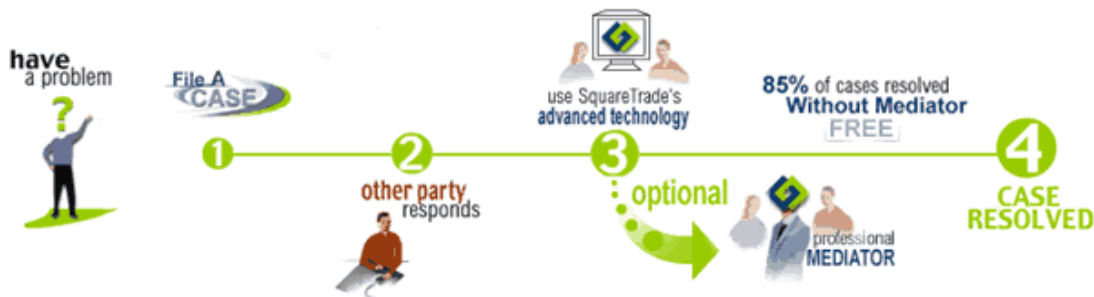 have
a problem
?
File A
CASE
1
2
other party
responds
use SquareTrade's
advanced technology
3
optional
professional
MEDIATOR
85% of cases resolved
Without Mediator
FREE
4
CASE
RESOLVED